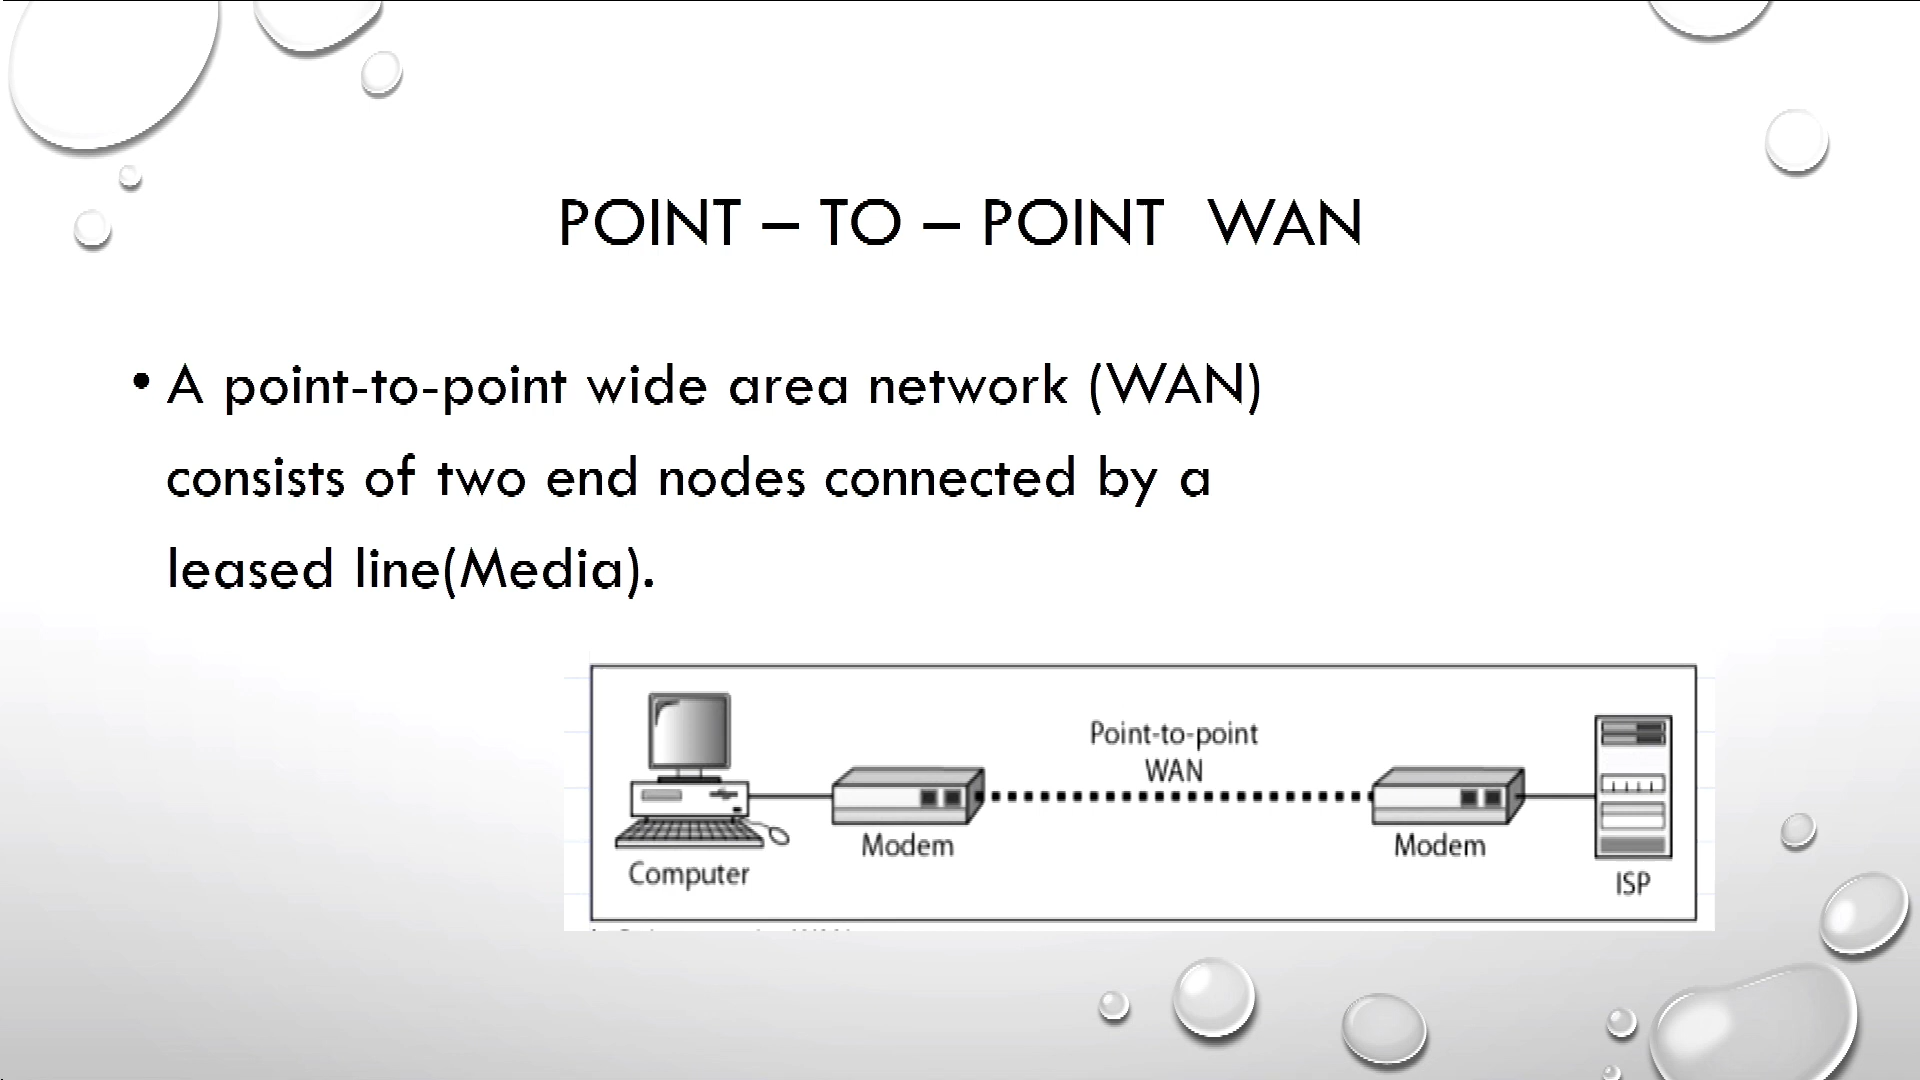 POINT – TO – POINT  WAN
• A point-to-point wide area network (WAN)
consists of two end nodes connected by a
leased line(Media).
Point-to-point
WAN
Modem
Modem
Computer
ISP